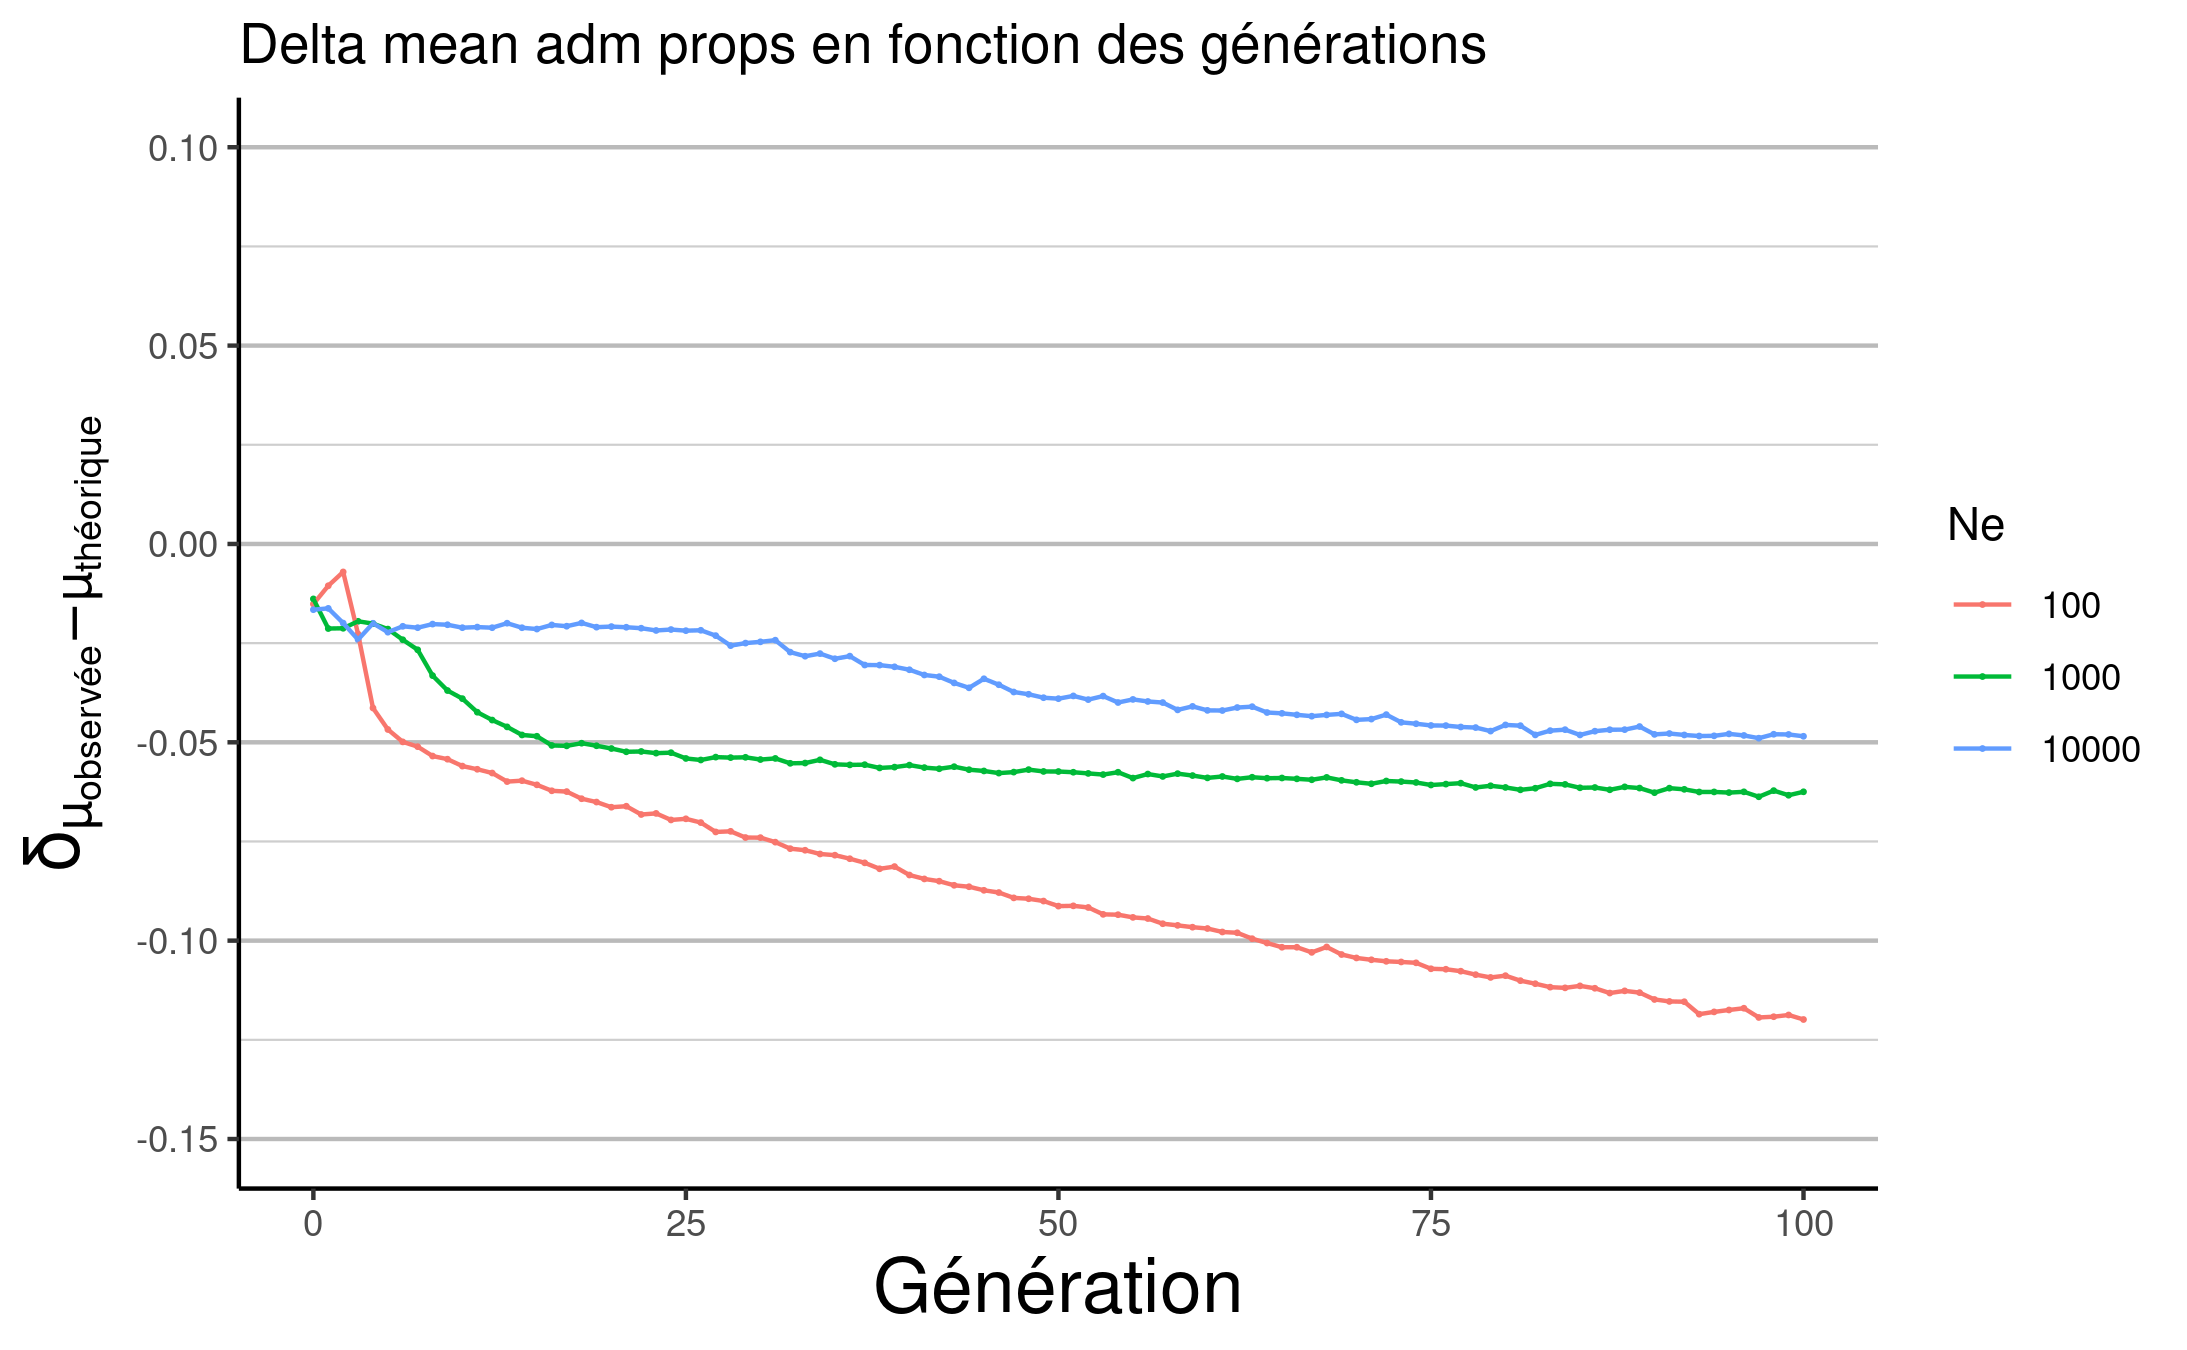 Delta mean adm props en fonction des générations
δμobservée−μthéorique
0.10
0.05
0.00
-0.05
-0.10
-0.15
0 25 50 75 100
Génération
Ne
100
1000
10000